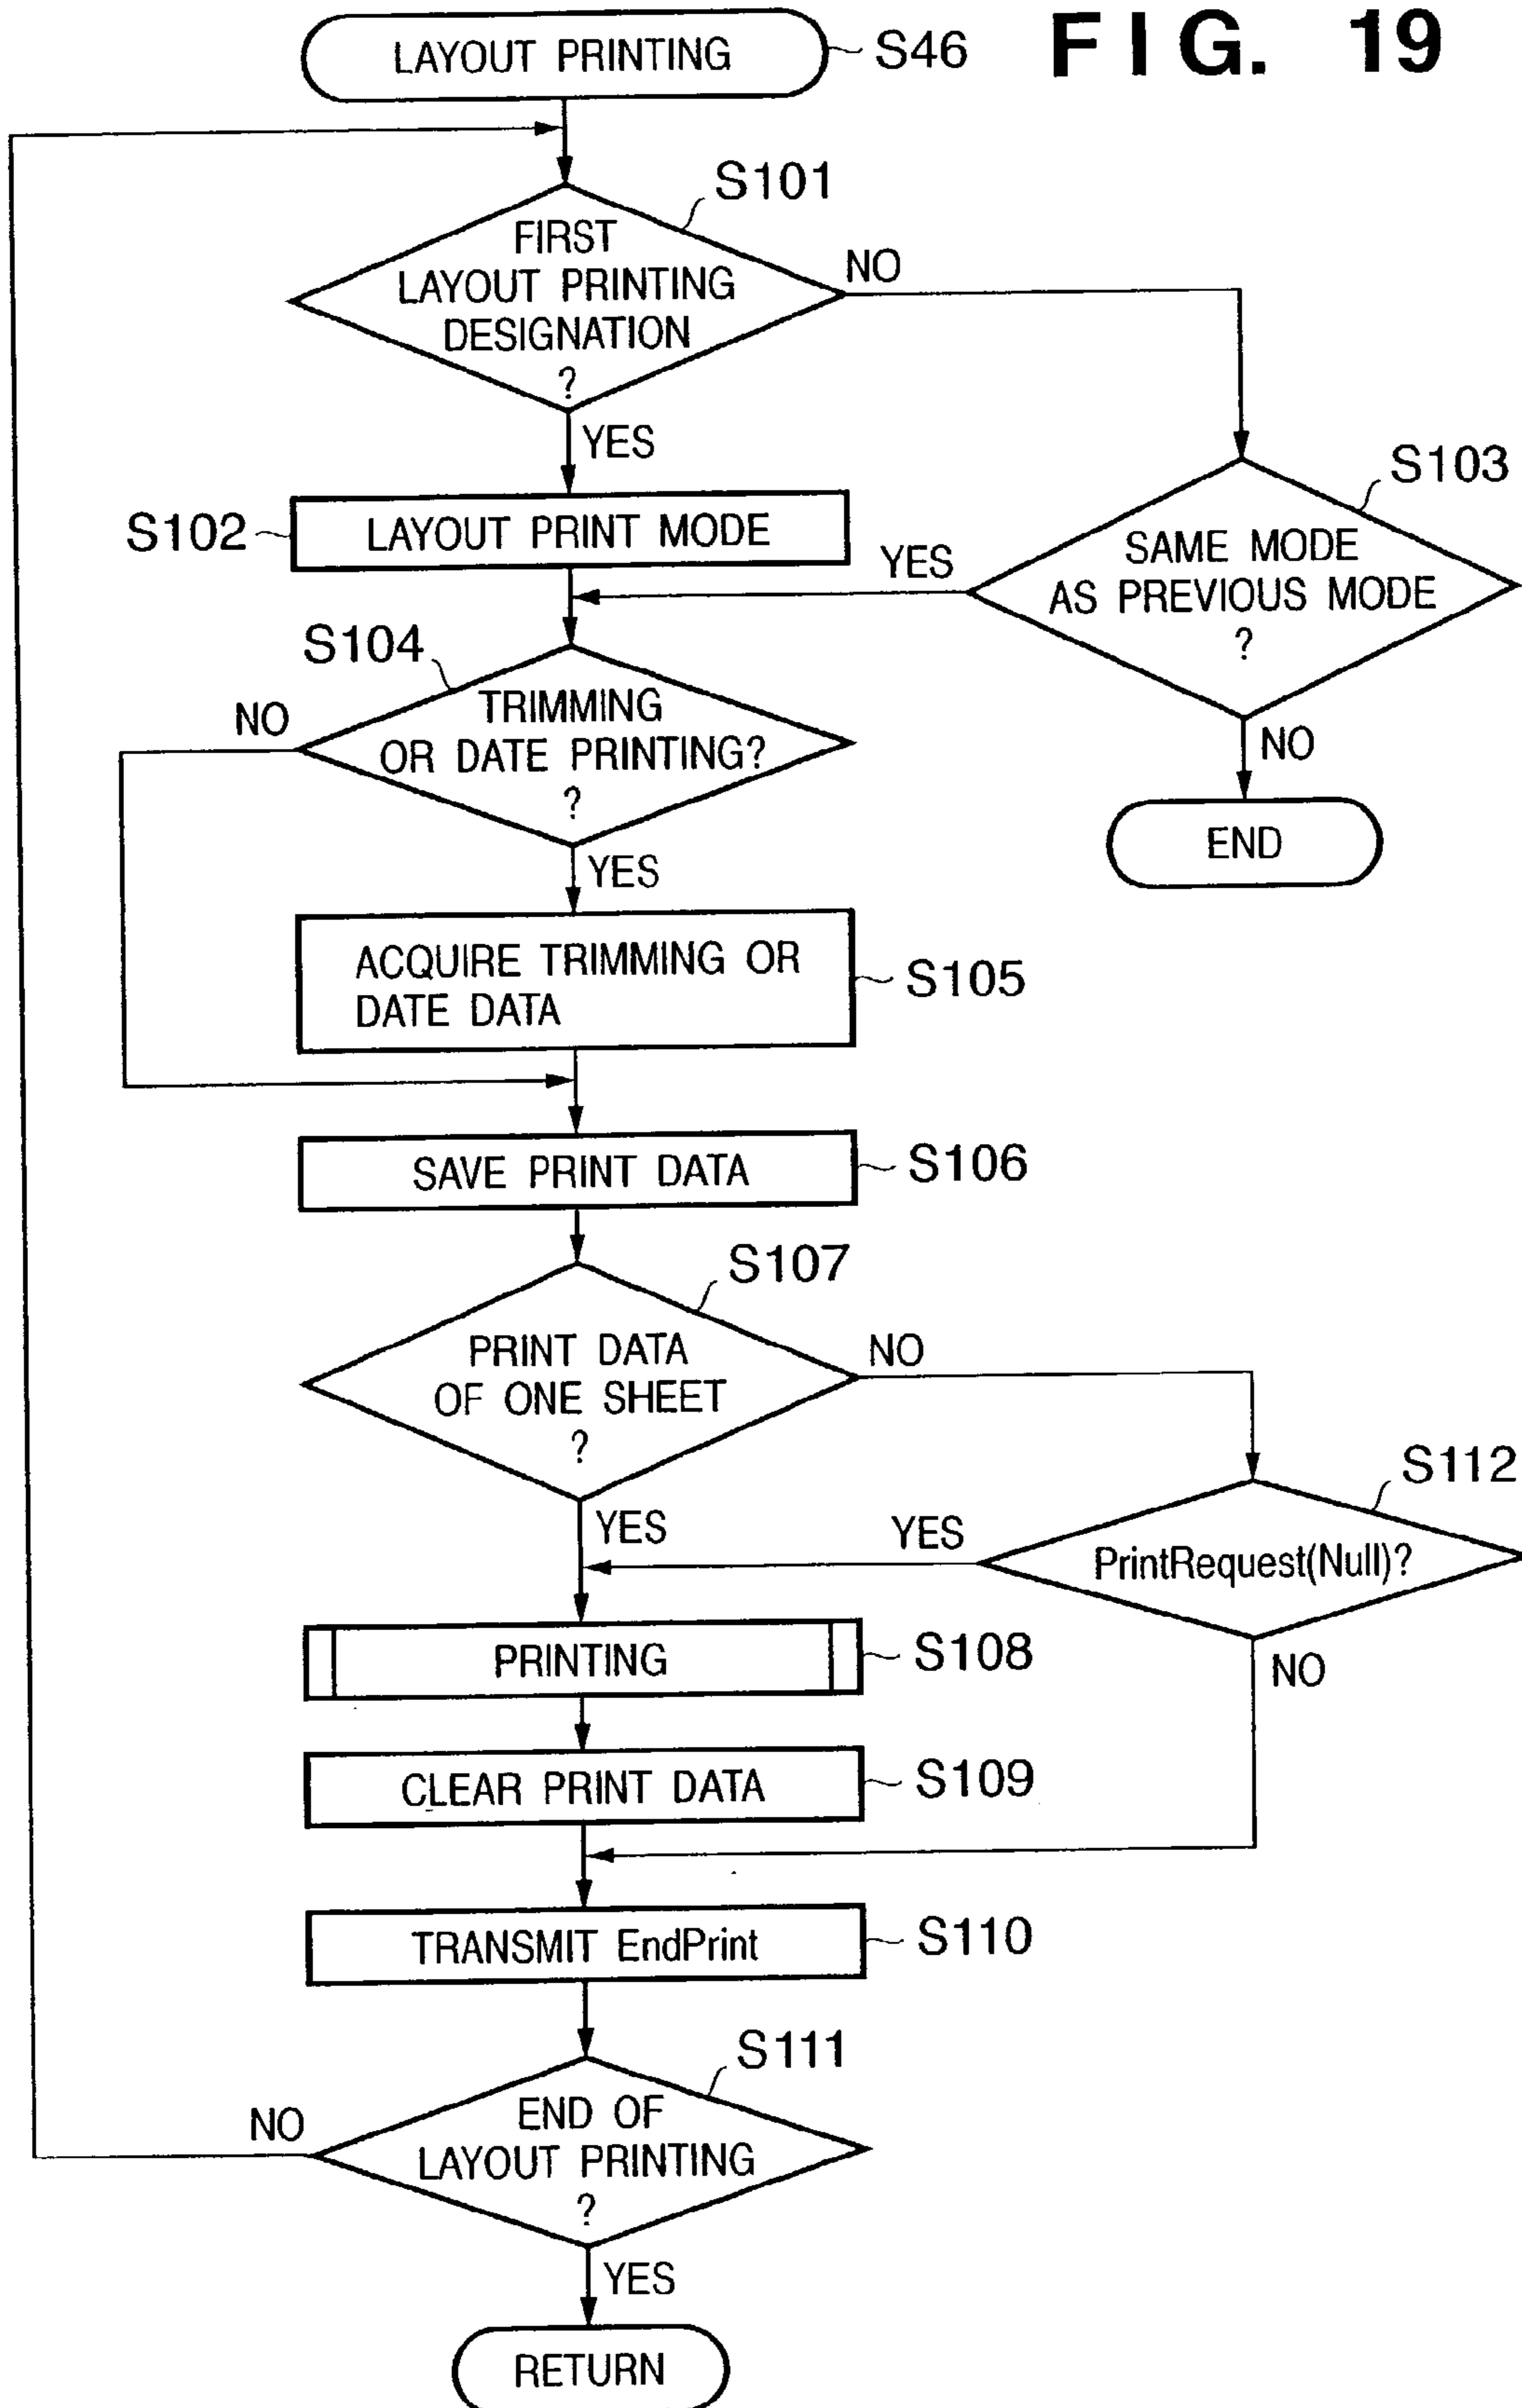 FIG. 19
LAYOUT PRINTING
S46
S101
FIRST
LAYOUT PRINTING
DESIGNATION
?
NO
YES
S103
S102
LAYOUT PRINT MODE
SAME MODE
AS PREVIOUS MODE
?
YES
NO
END
S104
TRIMMING
OR DATE PRINTING?
?
NO
YES
ACQUIRE TRIMMING OR
DATE DATA
S105
SAVE PRINT DATA
S106
S107
PRINT DATA
OF ONE SHEET
?
NO
YES
S112
PrintRequest(Null)?
YES
NO
PRINTING
S108
CLEAR PRINT DATA
S109
TRANSMIT EndPrint
S110
S111
END OF
LAYOUT PRINTING
?
NO
YES
RETURN